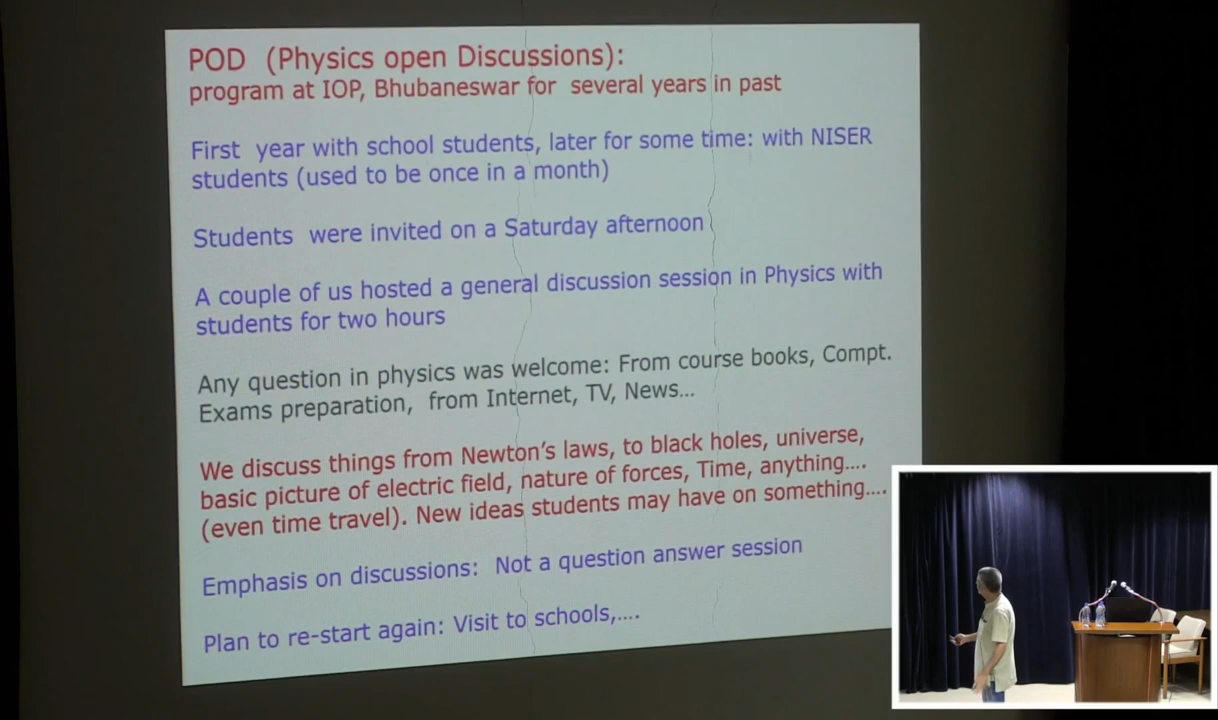 POD (Physics open Discussions):
program at IOP, Bhubaneswar for several years in past
First year with school students, later for some time: with NISER
students (used to be once in a month)
Students were invited on a Saturday afternoon
A couple of us hosted a general discussion session in Physics with
students for two hours
Any question in physics was welcome: From course books, Compt.
Exams preparation, from Internet, TV, News...
We discuss things from Newton's laws, to black holes, universe,
basic picture of electric field, nature of forces, Time, anything....
(even time travel). New ideas students may have on something....
Emphasis on discussions: Not a question answer session
Plan to re-start again: Visit to schools,....